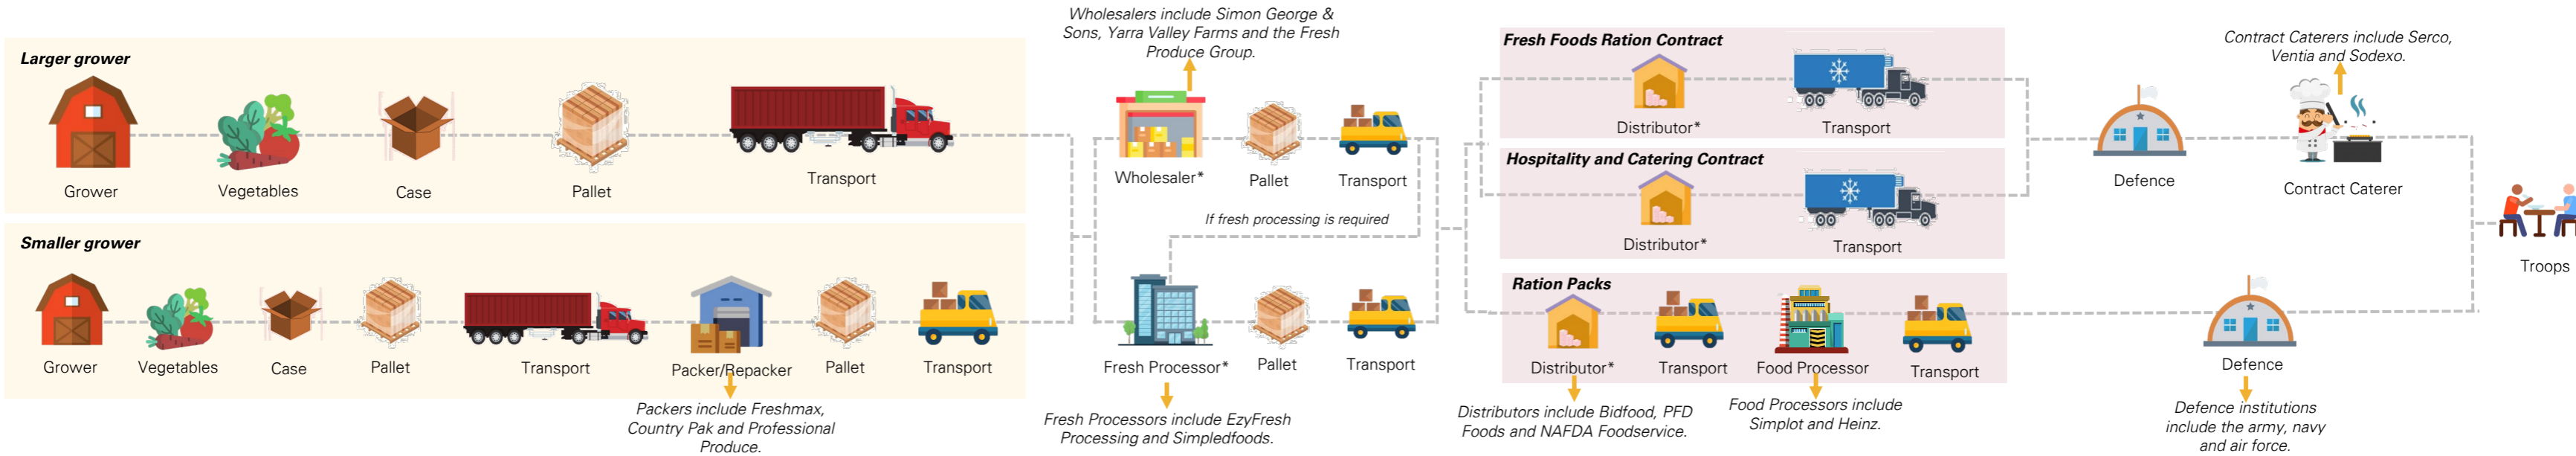 Wholesalers include Simon George &
Sons, Yarra Valley Farms and the Fresh
Produce Group.
Contract Caterers include Serco,
Ventia and Sodexo.
Larger grower
Grower
Vegetables
Case
Pallet
Transport
Wholesaler*
Pallet
Transport
If fresh processing is required
Fresh Foods Ration Contract
Distributor*
Transport
Hospitality and Catering Contract
Distributor*
Transport
Defence
Contract Caterer
Troops
Smaller grower
Grower
Vegetables
Case
Pallet
Transport
Packer/Repacker
Pallet
Transport
Packers include Freshmax,
Country Pak and Professional
Produce.
Fresh Processor*
Pallet
Transport
Fresh Processors include EzyFresh
Processing and Simpledfoods.
Ration Packs
Distributor*
Transport
Food Processor
Transport
Distributors include Bidfood, PFD
Foods and NAFDA Foodservice.
Food Processors include
Simplot and Heinz.
Defence
Defence institutions
include the army, navy
and air force.